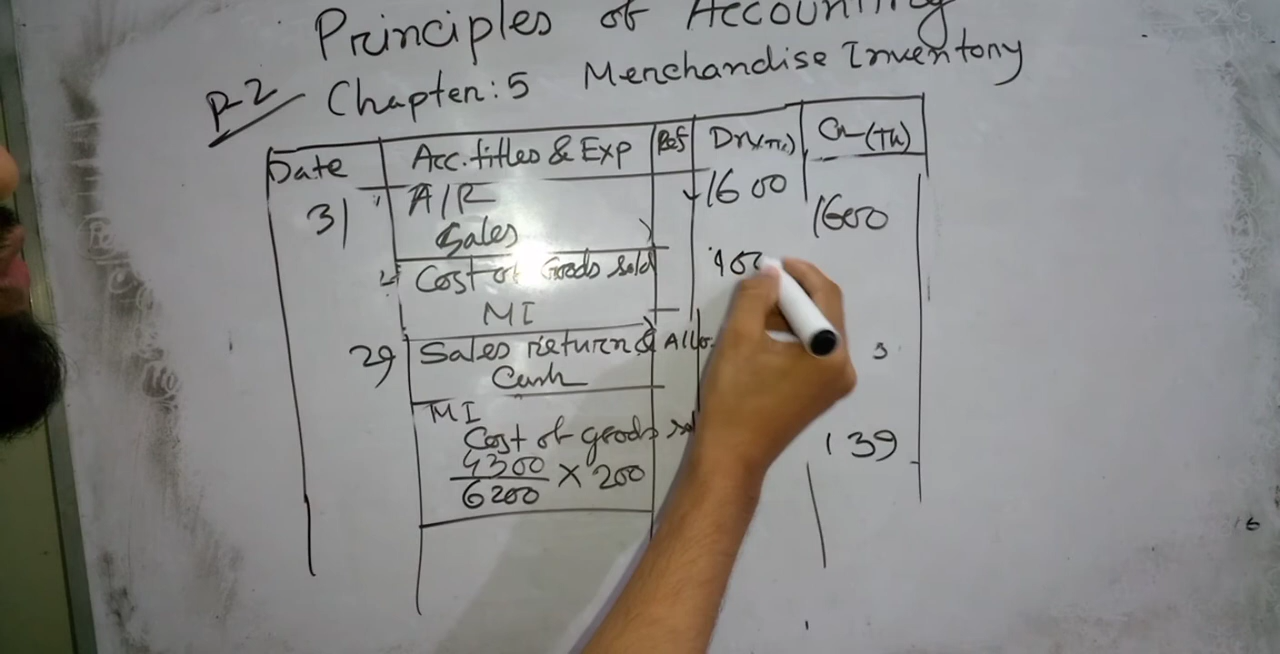 Principles of Accounting
P-2 Chapter: 5 Merchandise Inventory
Date Acc. titles & Exp Ref Dr (Tk) Cr (Tk)
31 A/R 1600
Sales 1600
Cost of Goods Sold 90
MI
29 Sales return & Allo
Cash
MI
Cost of goods 139
4300
6200 × 200